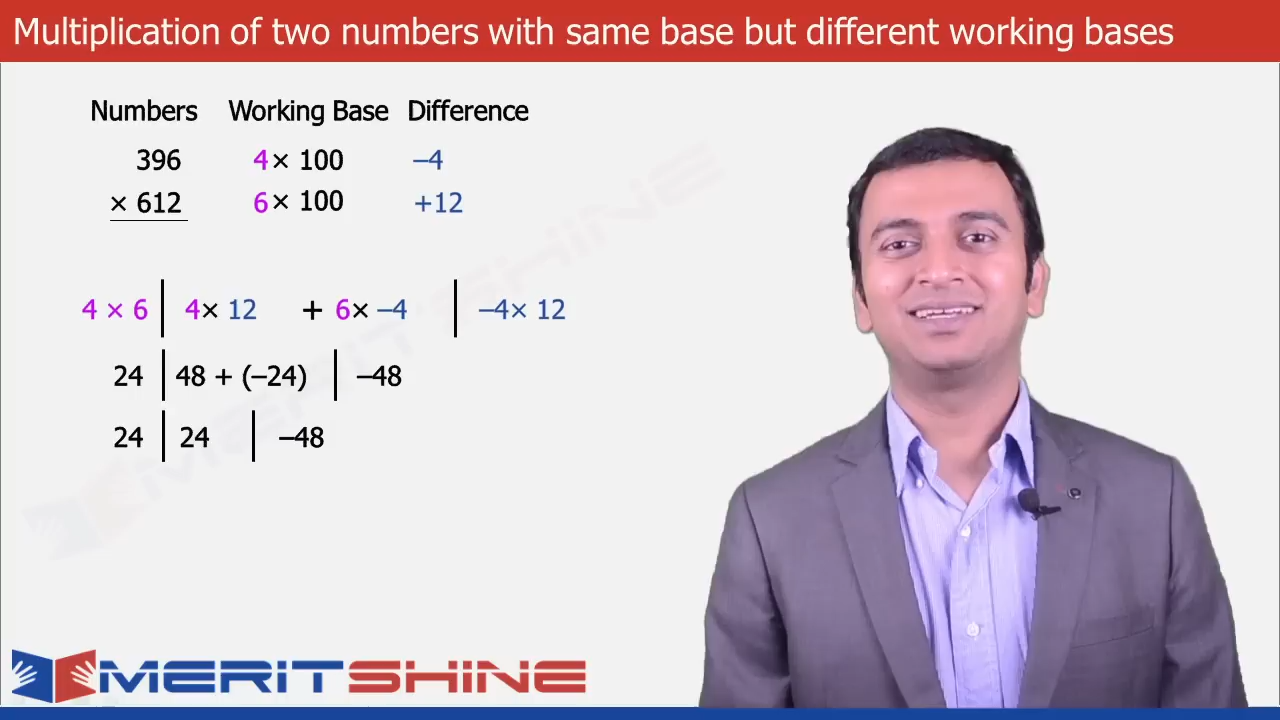 Multiplication of two numbers with same base but different working bases
Numbers Working Base Difference
396 4 × 100 –4
× 612 6 × 100 +12
4 × 6 | 4 × 12 + 6 × –4 | –4 × 12
24 | 48 + (–24) | –48
24 | 24 | –48
MERITSHINE
MERITSHINE